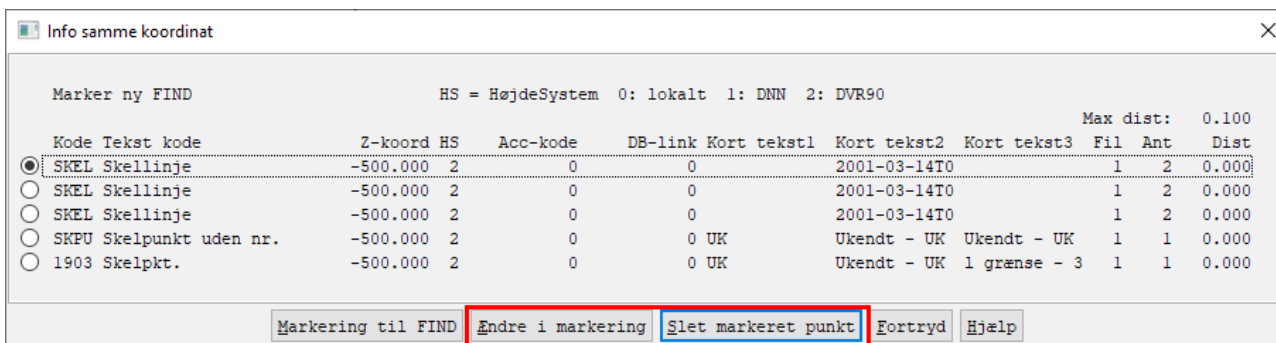 Info samme koordinat
Marker ny FIND HS = HøjdeSystem 0: lokalt 1: DNN 2: DVR90
Max dist: 0.100
Kode Tekst kode Z-koord HS Acc-kode DB-link Kort tekst1 Kort tekst2 Kort tekst3 Fil Ant Dist
SKEL Skellinje -500.000 2 0 0 2001-03-14T0 1 2 0.000
SKEL Skellinje -500.000 2 0 0 2001-03-14T0 1 2 0.000
SKEL Skellinje -500.000 2 0 0 2001-03-14T0 1 2 0.000
SKPU Skelpunkt uden nr. -500.000 2 0 0 UK Ukendt - UK Ukendt - UK 1 1 0.000
1903 Skelpkt. -500.000 2 0 0 UK Ukendt - UK 1 grænse - 3 1 1 0.000
Markering til FIND Ændre i markering Slet markeret punkt Fortryd Hjælp